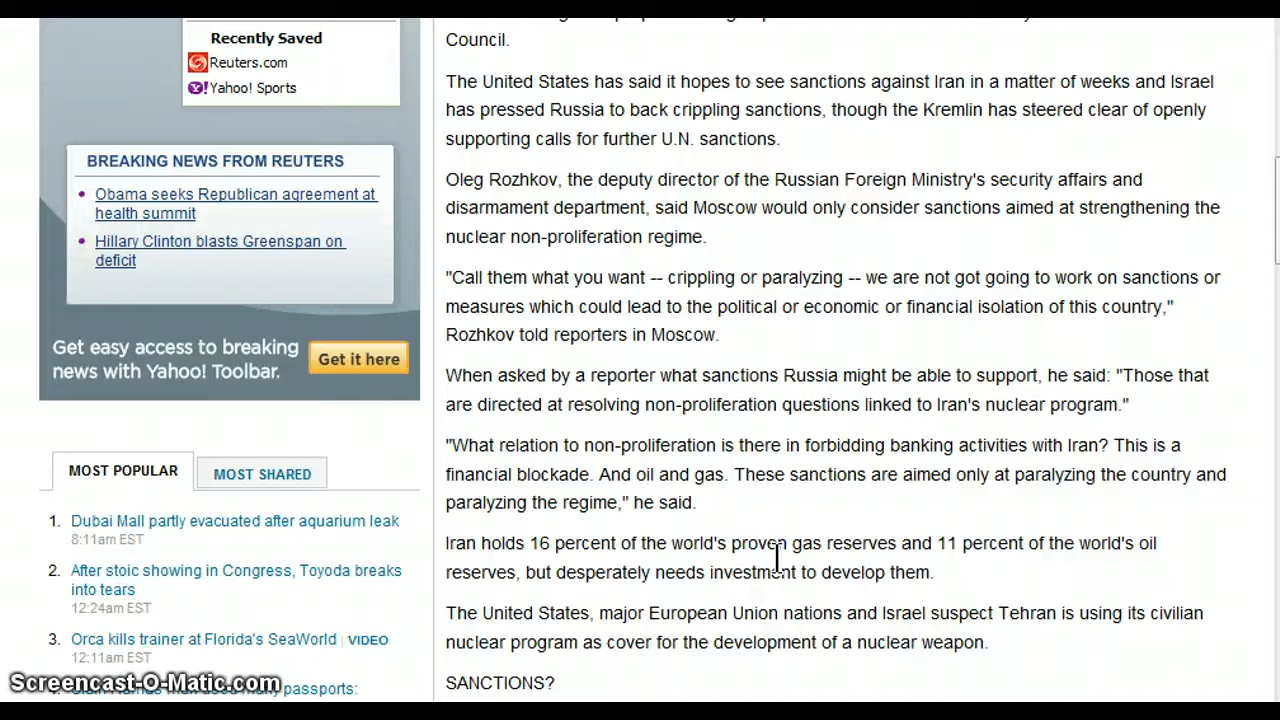 Recently Saved
Reuters.com
Y! Yahoo! Sports
BREAKING NEWS FROM REUTERS
Obama seeks Republican agreement at
health summit
Hillary Clinton blasts Greenspan on
deficit
Get easy access to breaking
news with Yahoo! Toolbar.
Get it here
MOST POPULAR
MOST SHARED
1. Dubai Mall partly evacuated after aquarium leak
8:11am EST
2. After stoic showing in Congress, Toyoda breaks
into tears
12:24am EST
3. Orca kills trainer at Florida's SeaWorld | VIDEO
12:11am EST
passports:
Screencast-O-Matic.com
Council.
The United States has said it hopes to see sanctions against Iran in a matter of weeks and Israel
has pressed Russia to back crippling sanctions, though the Kremlin has steered clear of openly
supporting calls for further U.N. sanctions.
Oleg Rozhkov, the deputy director of the Russian Foreign Ministry's security affairs and
disarmament department, said Moscow would only consider sanctions aimed at strengthening the
nuclear non-proliferation regime.
"Call them what you want -- crippling or paralyzing -- we are not got going to work on sanctions or
measures which could lead to the political or economic or financial isolation of this country,"
Rozhkov told reporters in Moscow.
When asked by a reporter what sanctions Russia might be able to support, he said: "Those that
are directed at resolving non-proliferation questions linked to Iran's nuclear program."
"What relation to non-proliferation is there in forbidding banking activities with Iran? This is a
financial blockade. And oil and gas. These sanctions are aimed only at paralyzing the country and
paralyzing the regime," he said.
Iran holds 16 percent of the world's proven gas reserves and 11 percent of the world's oil
reserves, but desperately needs investment to develop them.
The United States, major European Union nations and Israel suspect Tehran is using its civilian
nuclear program as cover for the development of a nuclear weapon.
SANCTIONS?